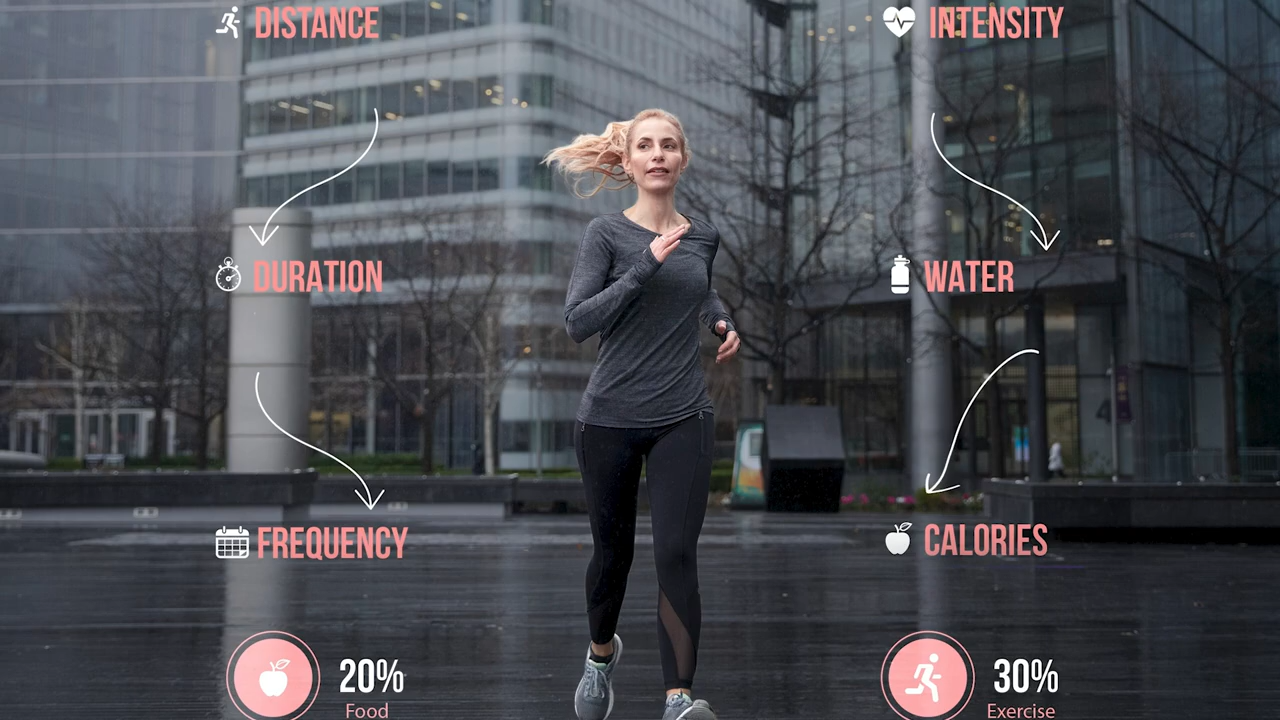 DISTANCE
INTENSITY
DURATION
WATER
FREQUENCY
CALORIES
20%
Food
30%
Exercise